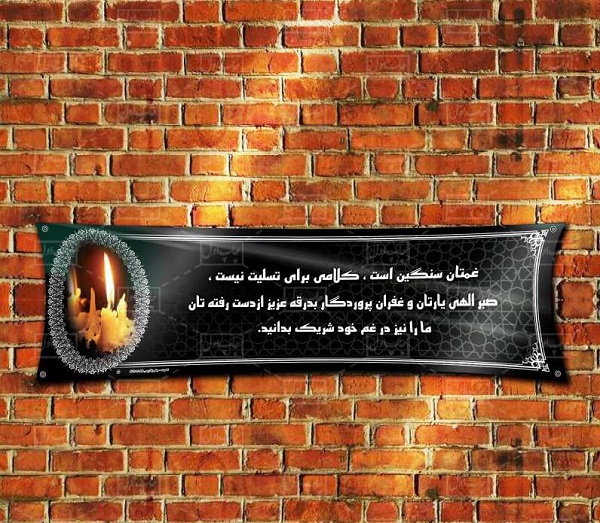 غمتان سنگین است ، کلامی برای تسلیت نیست ،
صبر الهی یارتان و غفران پروردگار بدرقه عزیز ازدست رفته تان
ما را نیز در غم خود شریک بدانید.